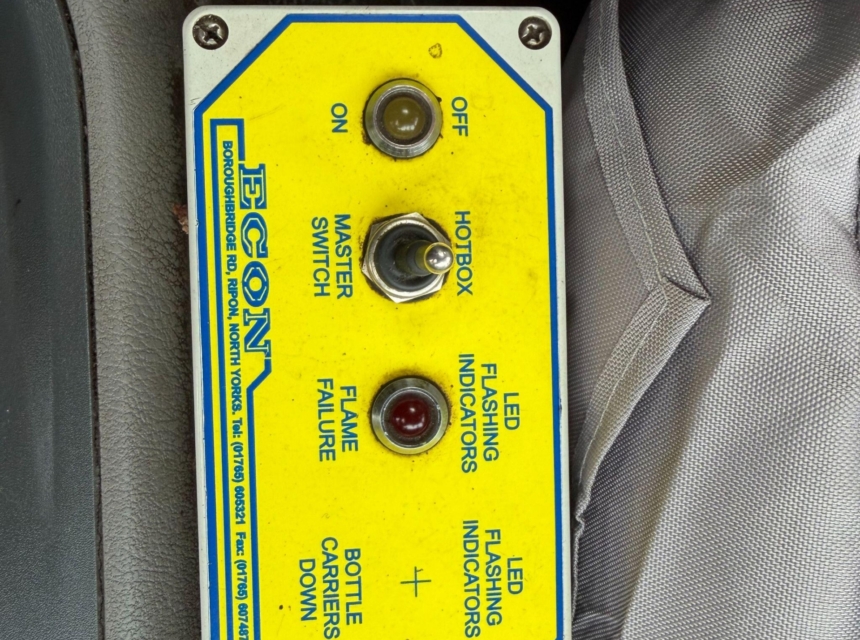 OFF
HOTBOX
LED
FLASHING
INDICATORS
LED
FLASHING
INDICATORS
ON
MASTER
SWITCH
FLAME
FAILURE
BOTTLE
CARRIERS
DOWN
ECON
BOROUGHBRIDGE RD, RIPON, NORTH YORKS. Tel: (01765) 605321 Fax: (01765) 607487